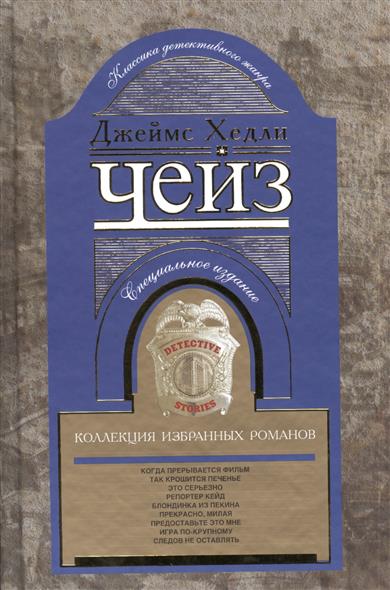 Классика детективного жанра
Джеймс Хедли
Чейз
Специальное издание
DETECTIVE
STORIES
КОЛЛЕКЦИЯ ИЗБРАННЫХ РОМАНОВ
КОГДА ПРЕРЫВАЕТСЯ ФИЛЬМ
ТАК КРОШИТСЯ ПЕЧЕНЬЕ
ЭТО СЕРЬЕЗНО
РЕПОРТЕР КЕЙД
БЛОНДИНКА ИЗ ПЕКИНА
ПРЕКРАСНО, МИЛАЯ
ПРЕДОСТАВЬТЕ ЭТО МНЕ
ИГРА ПО-КРУПНОМУ
СЛЕДОВ НЕ ОСТАВЛЯТЬ